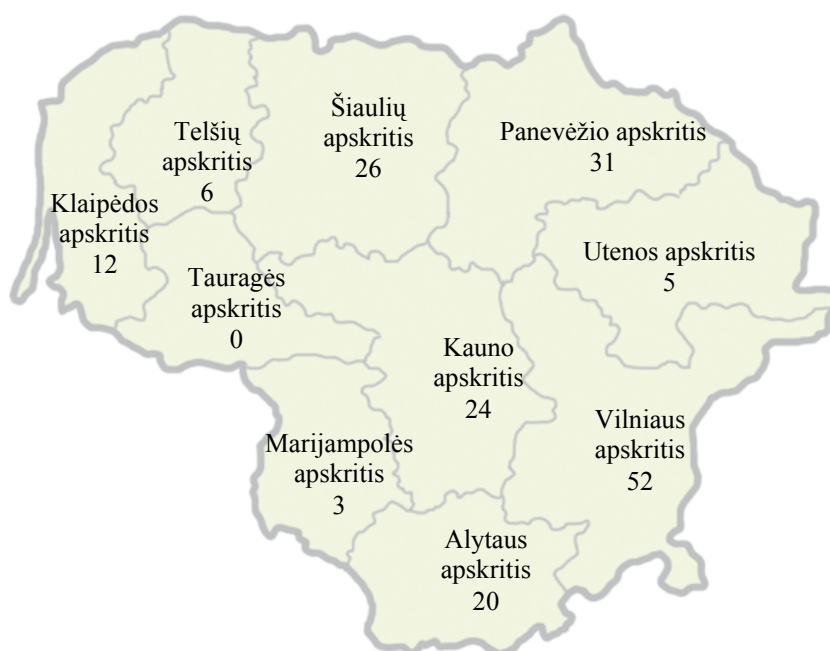 Šiaulių
apskritis
26
Panevėžio apskritis
31
Telšių
apskritis
6
Klaipėdos
apskritis
12
Utenos apskritis
5
Tauragės
apskritis
0
Kauno
apskritis
24
Vilniaus
apskritis
52
Marijampolės
apskritis
3
Alytaus
apskritis
20